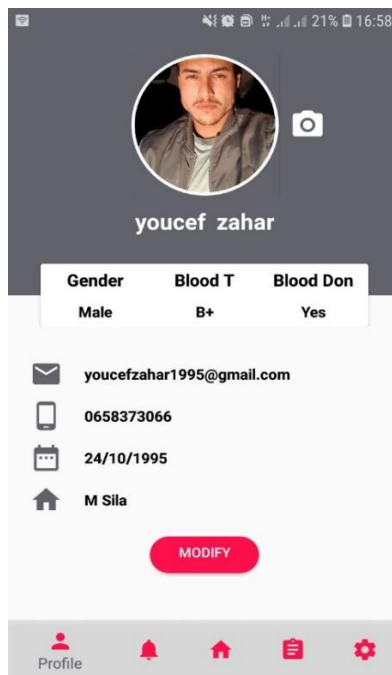 21% 16:58
youcef zahar
Gender Blood T Blood Don
Male B+ Yes
youcefzahar1995@gmail.com
0658373066
24/10/1995
M Sila
MODIFY
Profile